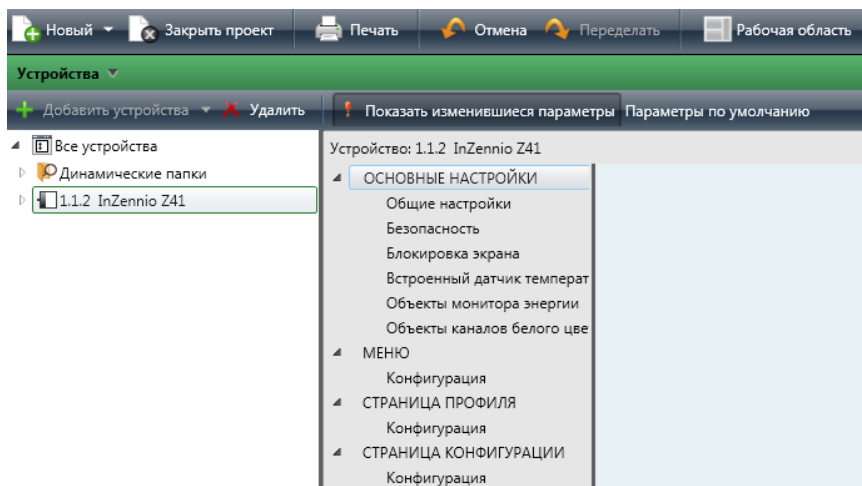 Новый Закрыть проект Печать Отмена Переделать Рабочая область
Устройства
Добавить устройства Удалить Показать изменившиеся параметры Параметры по умолчанию
Все устройства
Динамические папки
1.1.2 InZennio Z41
Устройство: 1.1.2 InZennio Z41
ОСНОВНЫЕ НАСТРОЙКИ
Общие настройки
Безопасность
Блокировка экрана
Встроенный датчик температ
Объекты монитора энергии
Объекты каналов белого цве
МЕНЮ
Конфигурация
СТРАНИЦА ПРОФИЛЯ
Конфигурация
СТРАНИЦА КОНФИГУРАЦИИ
Конфигурация